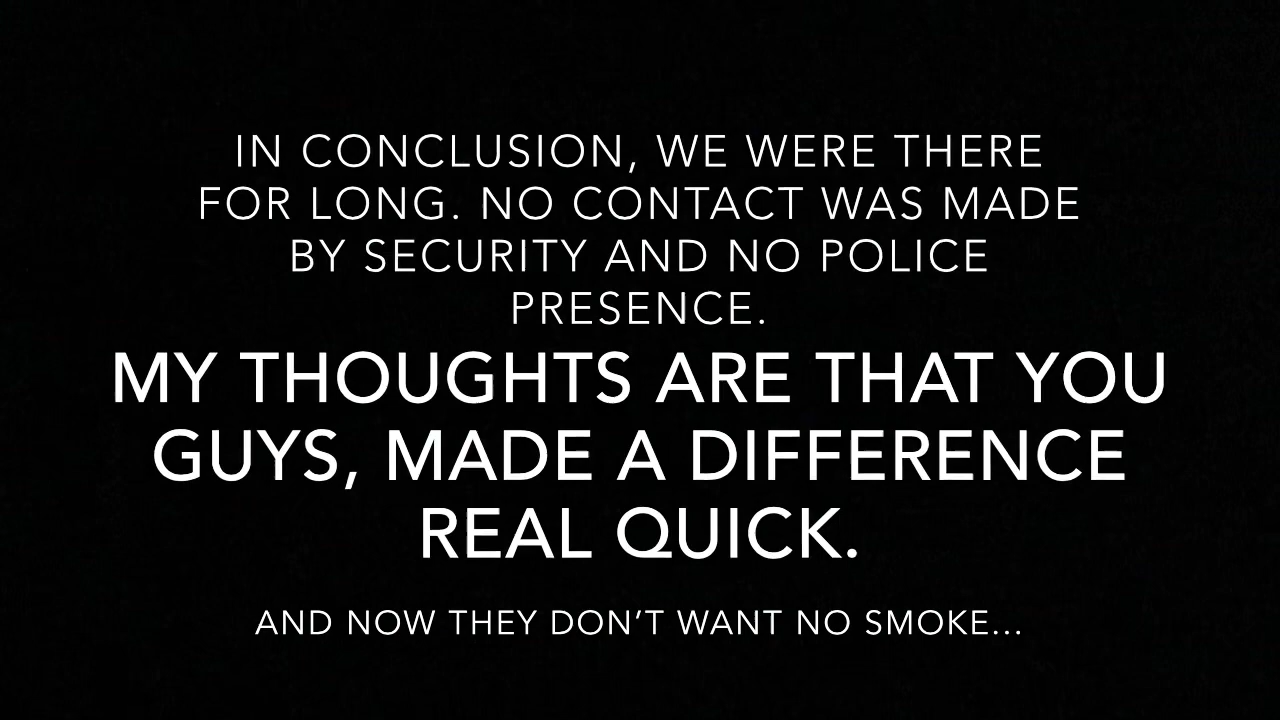 IN CONCLUSION, WE WERE THERE
FOR LONG. NO CONTACT WAS MADE
BY SECURITY AND NO POLICE
PRESENCE.
MY THOUGHTS ARE THAT YOU
GUYS, MADE A DIFFERENCE
REAL QUICK.
AND NOW THEY DON’T WANT NO SMOKE...